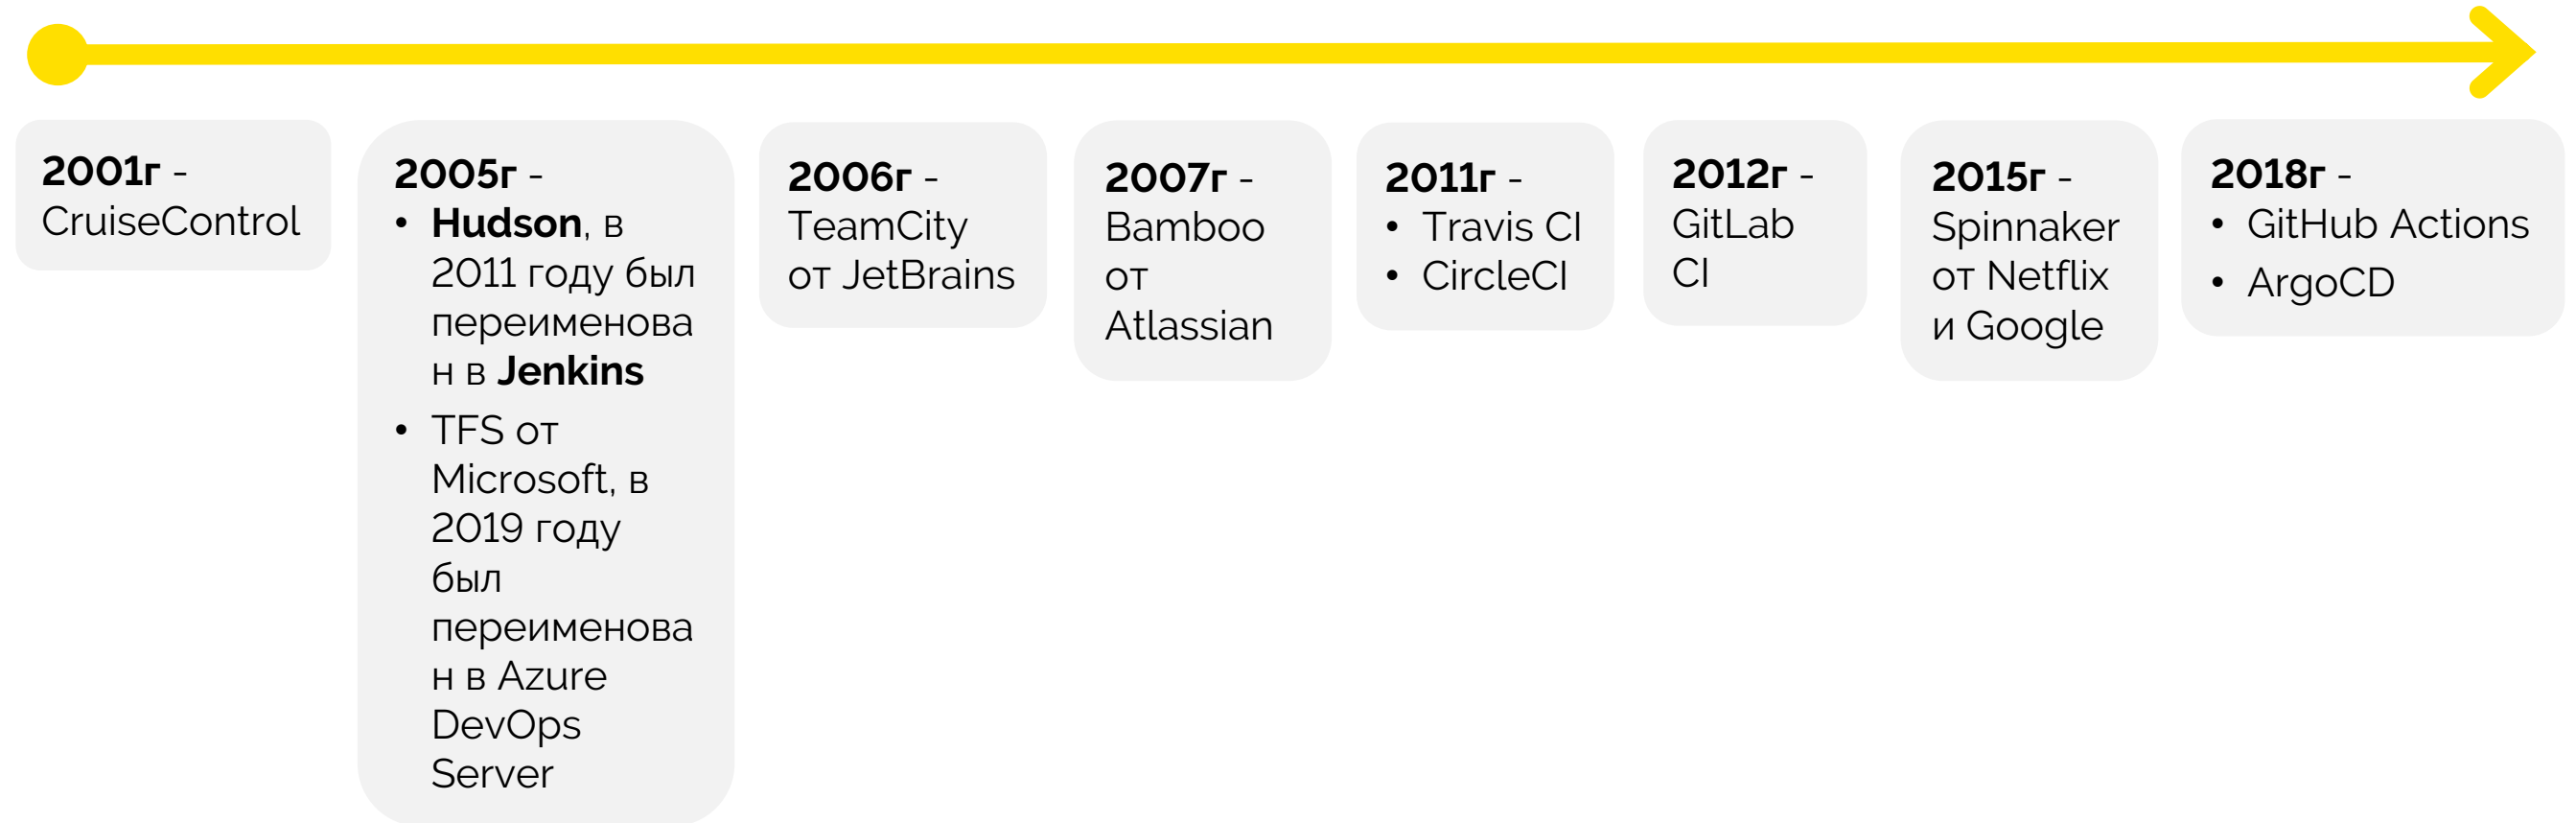 2001г -
CruiseControl
2005г -
• Hudson, в
2011 году был
переименова
н в Jenkins
• TFS от
Microsoft, в
2019 году
был
переименова
н в Azure
DevOps
Server
2006г -
TeamCity
от JetBrains
2007г -
Bamboo
от
Atlassian
2011г -
• Travis CI
• CircleCI
2012г -
GitLab
CI
2015г -
Spinnaker
от Netflix
и Google
2018г -
• GitHub Actions
• ArgoCD